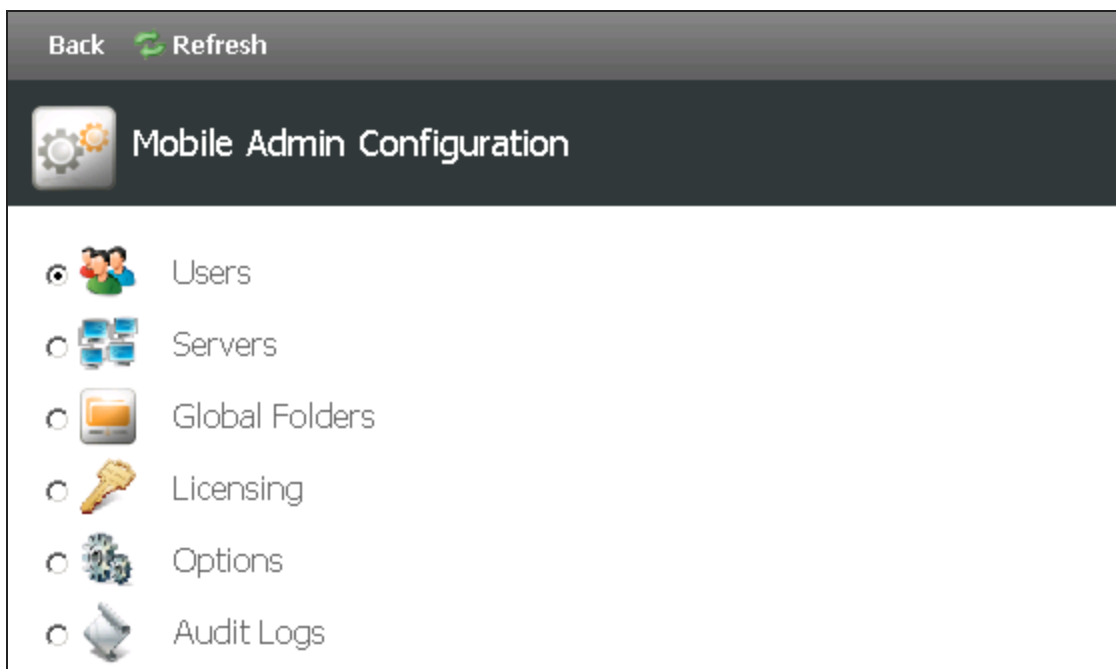 Back Refresh
Mobile Admin Configuration
Users
Servers
Global Folders
Licensing
Options
Audit Logs